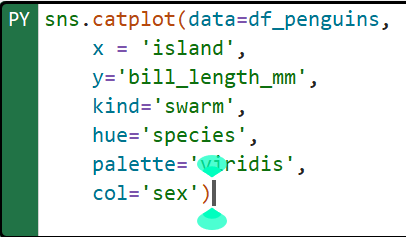 PY
sns.catplot(data=df_penguins,
    x = 'island',
    y='bill_length_mm',
    kind='swarm',
    hue='species',
    palette='viridis',
    col='sex')